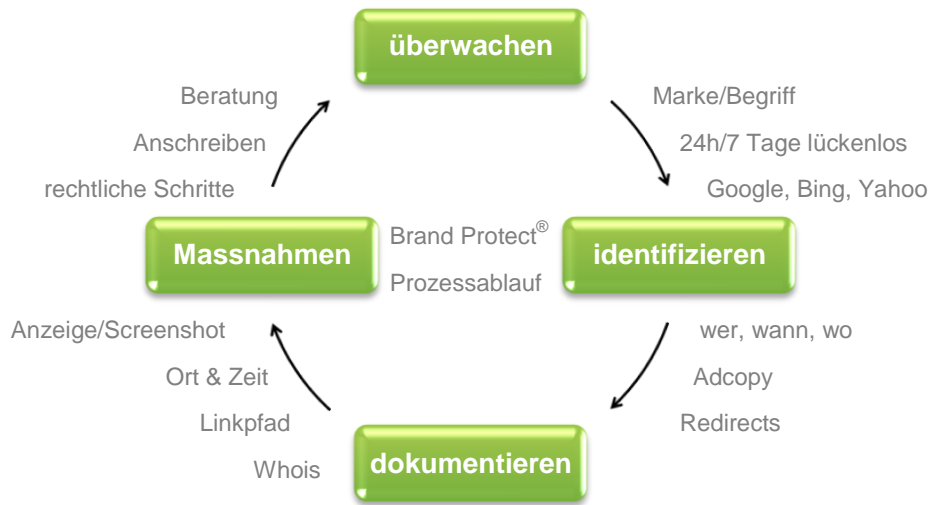 überwachen
Beratung
Marke/Begriff
Anschreiben
24h/7 Tage lückenlos
rechtliche Schritte
Google, Bing, Yahoo
Massnahmen
Brand Protect®
Prozessablauf
identifizieren
Anzeige/Screenshot
wer, wann, wo
Ort & Zeit
Adcopy
Linkpfad
Redirects
Whois
dokumentieren